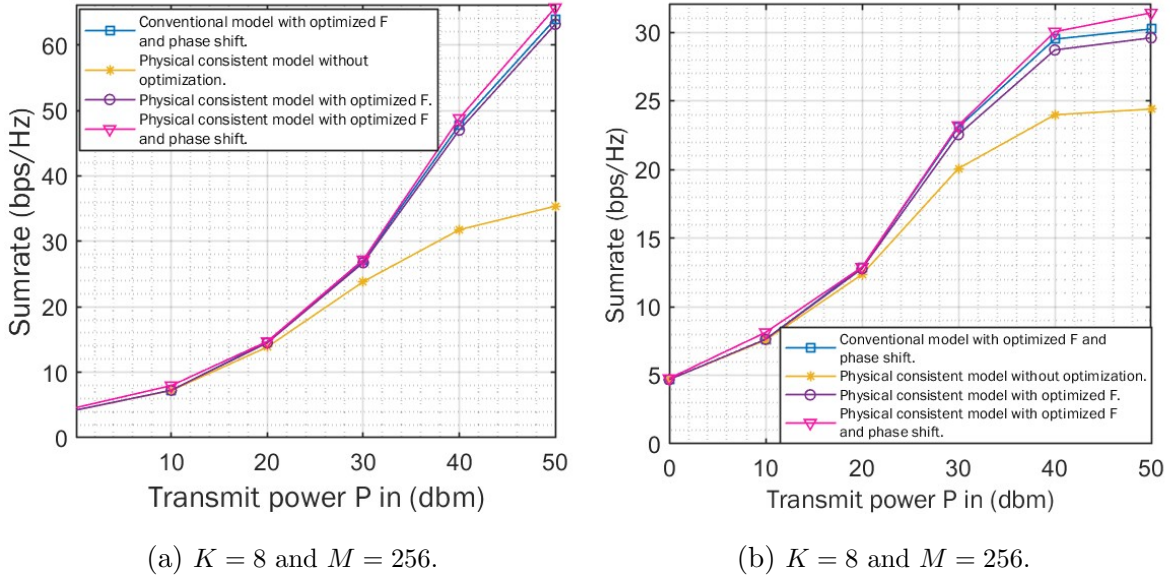 Conventional model with optimized F
and phase shift.
Physical consistent model without
optimization.
Physical consistent model with optimized F.
Physical consistent model with optimized F
and phase shift.
60
50
40
30
20
10
0
Sumrate (bps/Hz)
10 20 30 40 50
Transmit power P in (dbm)
(a) K = 8 and M = 256.
30
25
20
15
10
5
0
Sumrate (bps/Hz)
Conventional model with optimized F and
phase shift.
Physical consistent model without optimization.
Physical consistent model with optimized F.
Physical consistent model with optimized F
and phase shift.
0 10 20 30 40 50
Transmit power P in (dbm)
(b) K = 8 and M = 256.